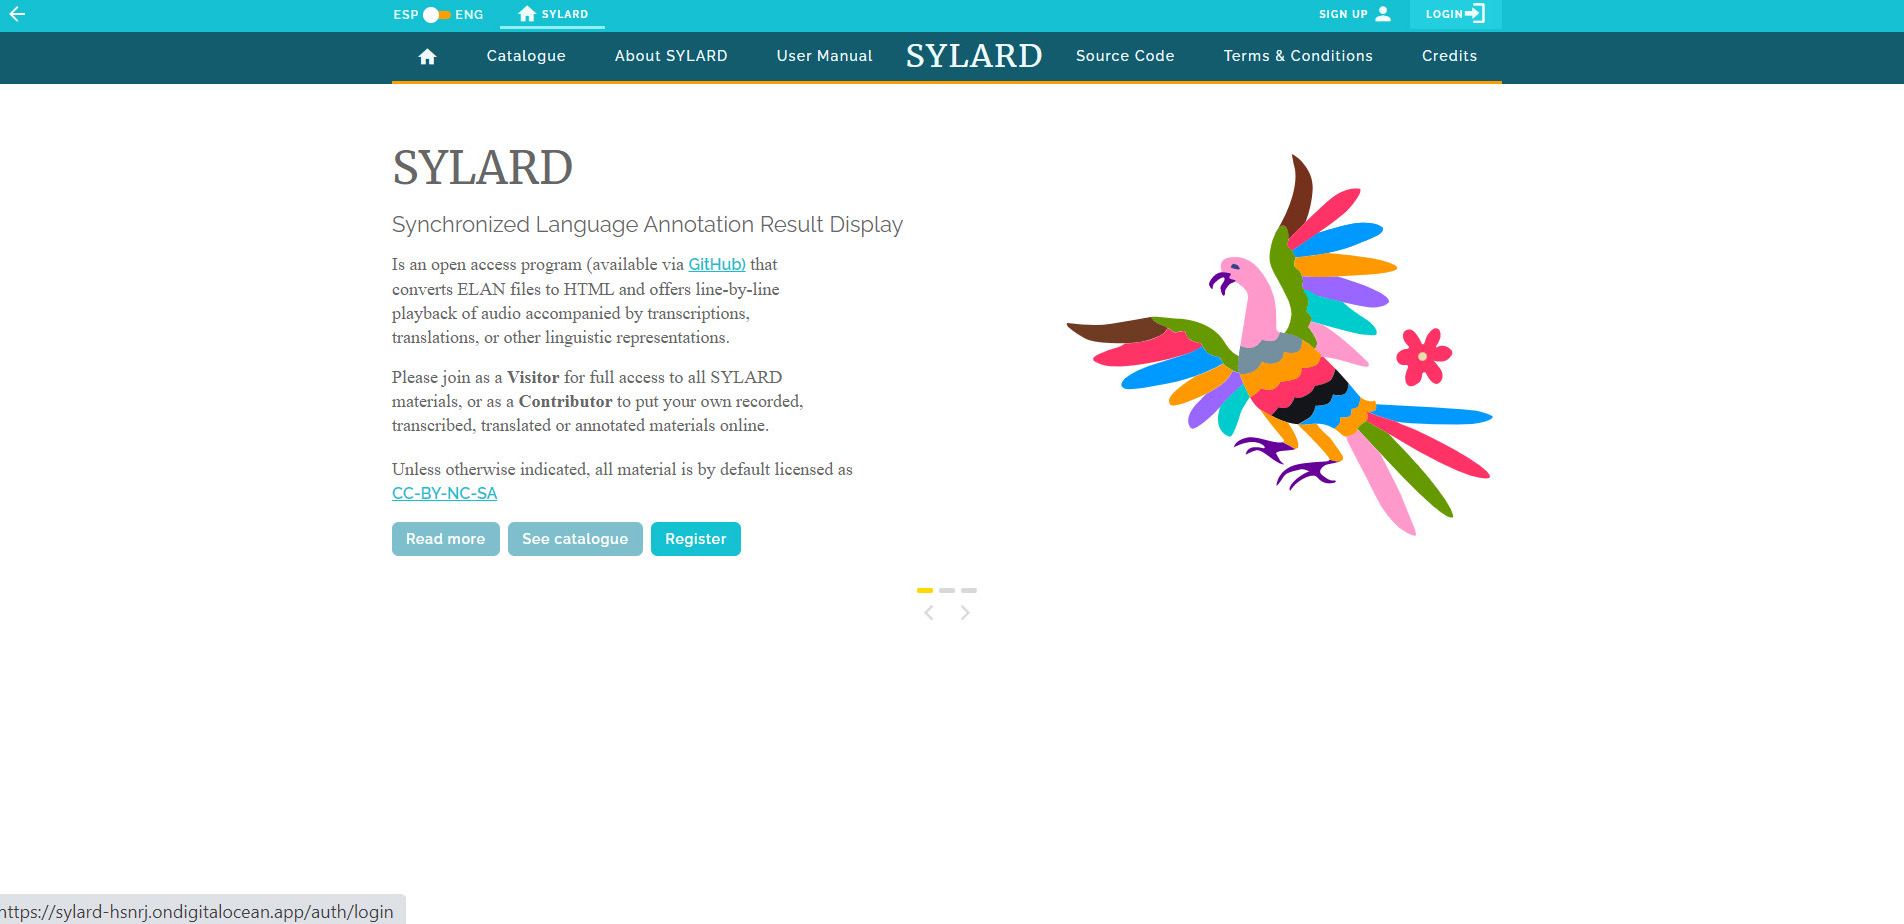 ESP ENG SYLARD SIGN UP LOGIN
Catalogue About SYLARD User Manual SYLARD Source Code Terms & Conditions Credits
SYLARD
Synchronized Language Annotation Result Display
Is an open access program (available via GitHub) that
converts ELAN files to HTML and offers line-by-line
playback of audio accompanied by transcriptions,
translations, or other linguistic representations.
Please join as a Visitor for full access to all SYLARD
materials, or as a Contributor to put your own recorded,
transcribed, translated or annotated materials online.
Unless otherwise indicated, all material is by default licensed as
CC-BY-NC-SA
Read more See catalogue Register
https://sylard-hsnrj.ondigitalocean.app/auth/login